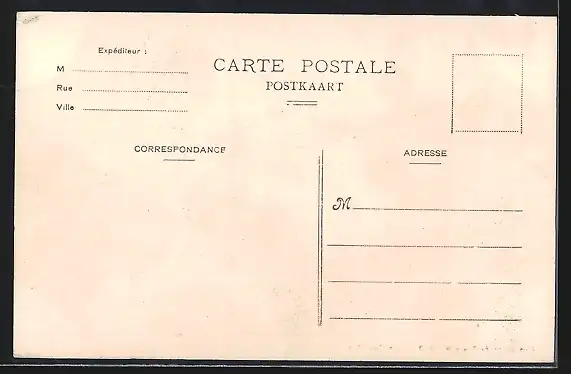 Expéditeur :
M
Rue
Ville
CARTE POSTALE
POSTKAART
CORRESPONDANCE
ADRESSE
M